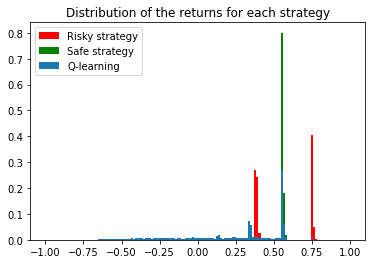 Distribution of the returns for each strategy
Risky strategy
Safe strategy
Q-learning
0.8
0.7
0.6
0.5
0.4
0.3
0.2
0.1
0.0
−1.00 −0.75 −0.50 −0.25 0.00 0.25 0.50 0.75 1.00